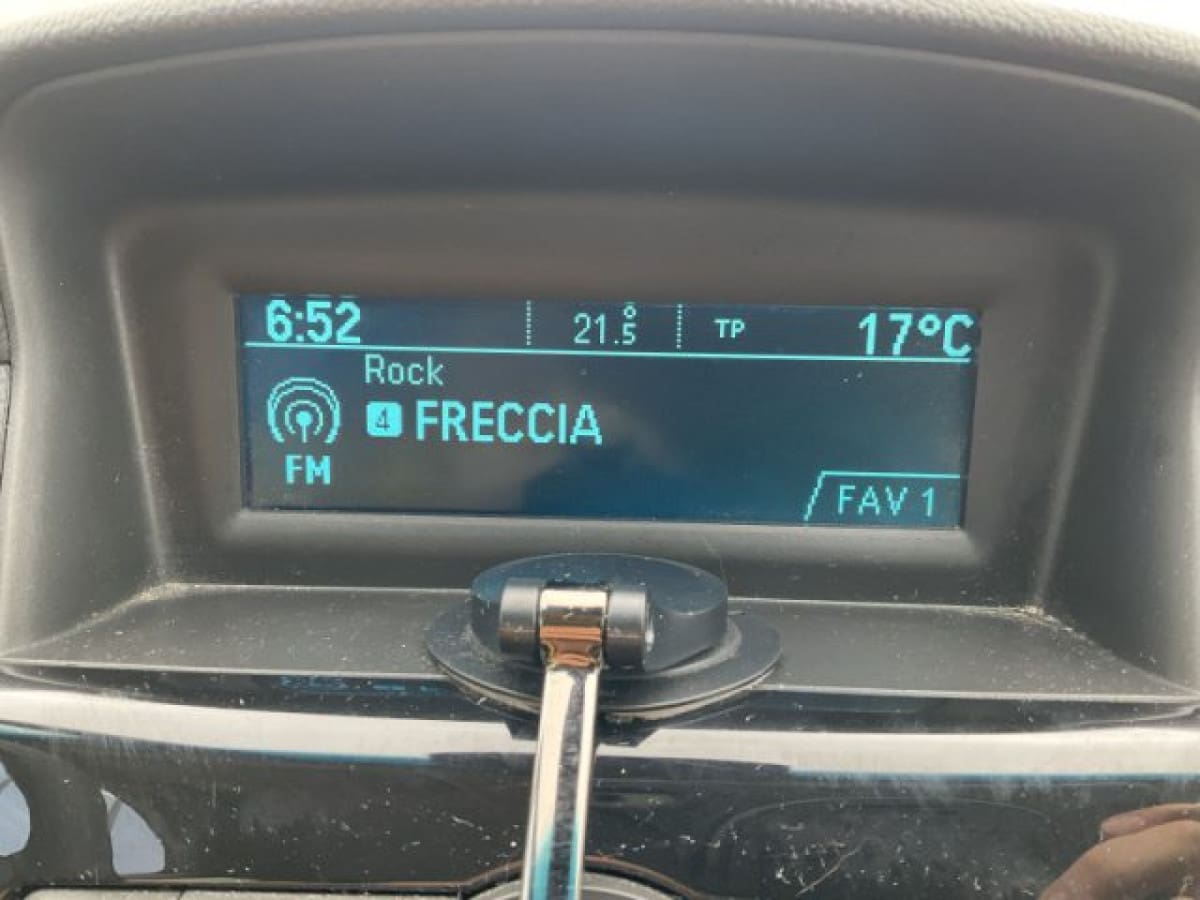 6:52 21.5° TP 17°C
Rock
4 FRECCIA
FM
FAV 1